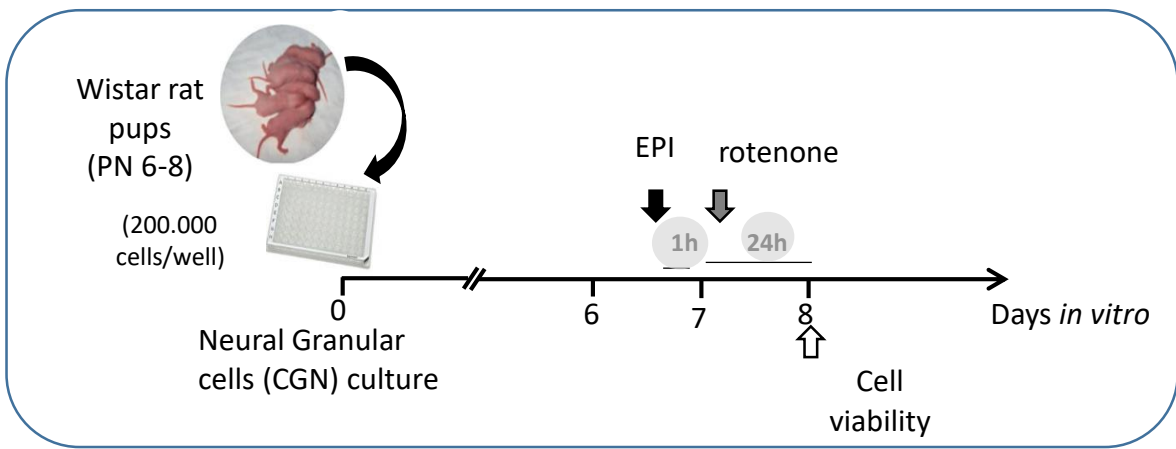 Wistar rat
pups
(PN 6-8)
(200.000
cells/well)
EPI
rotenone
1h
24h
0
6
7
8
Days in vitro
Neural Granular
cells (CGN) culture
Cell
viability